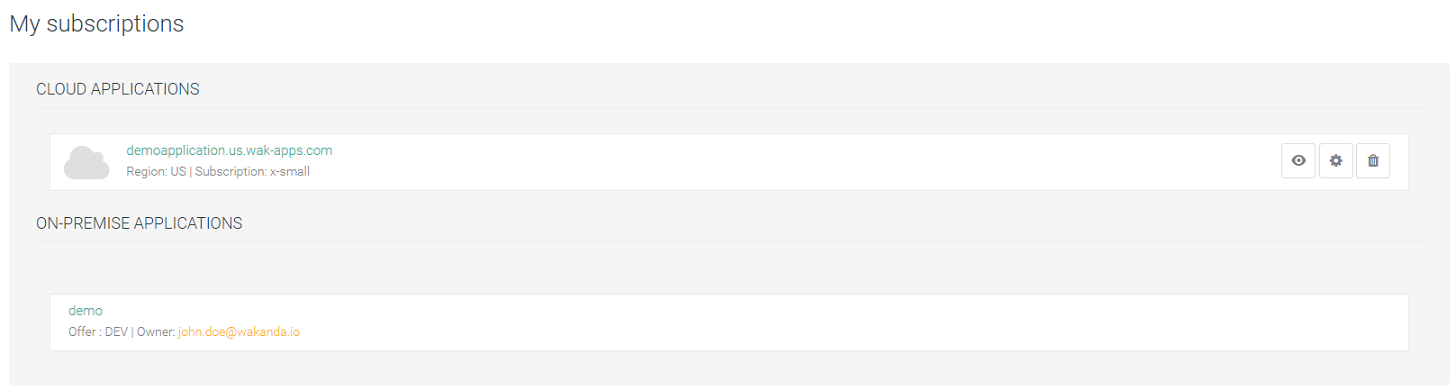 My subscriptions
CLOUD APPLICATIONS
demoapplication.us.wak-apps.com
Region: US | Subscription: x-small
ON-PREMISE APPLICATIONS
demo
Offer : DEV | Owner: john.doe@wakanda.io